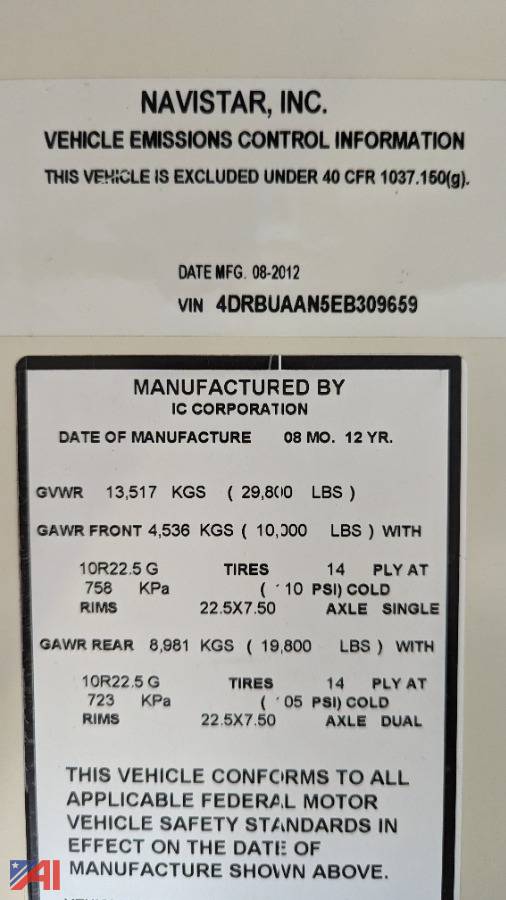 NAVISTAR, INC.
VEHICLE EMISSIONS CONTROL INFORMATION
THIS VEHICLE IS EXCLUDED UNDER 40 CFR 1037.150(g).
DATE MFG. 08-2012
VIN 4DRBUAAN5EB309659
MANUFACTURED BY
IC CORPORATION
DATE OF MANUFACTURE 08 MO. 12 YR.
GVWR 13,517 KGS ( 29,800 LBS )
GAWR FRONT 4,536 KGS ( 10,000 LBS ) WITH
10R22.5 G TIRES 14 PLY AT
758 KPa ( 110 PSI) COLD
RIMS 22.5X7.50 AXLE SINGLE
GAWR REAR 8,981 KGS ( 19,800 LBS ) WITH
10R22.5 G TIRES 14 PLY AT
723 KPa ( 105 PSI) COLD
RIMS 22.5X7.50 AXLE DUAL
THIS VEHICLE CONFORMS TO ALL
APPLICABLE FEDERAL MOTOR
VEHICLE SAFETY STANDARDS IN
EFFECT ON THE DATE OF
MANUFACTURE SHOWN ABOVE.
AI